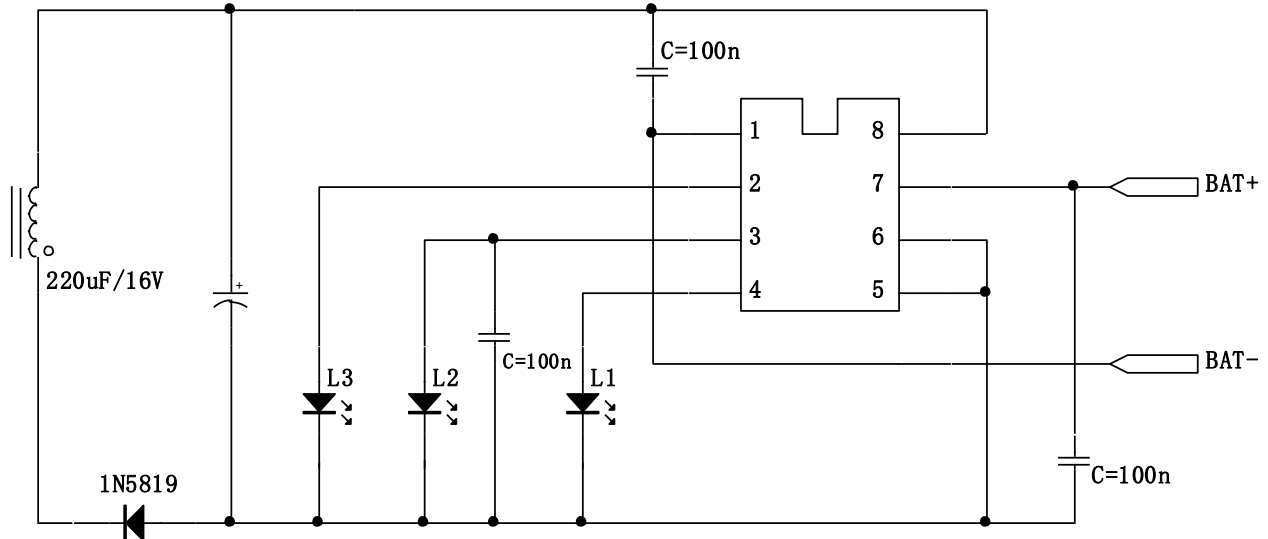 C=100n
1
8
2
7
BAT+
3
6
220uF/16V
+
4
5
C=100n
BAT-
L3
L2
L1
1N5819
C=100n